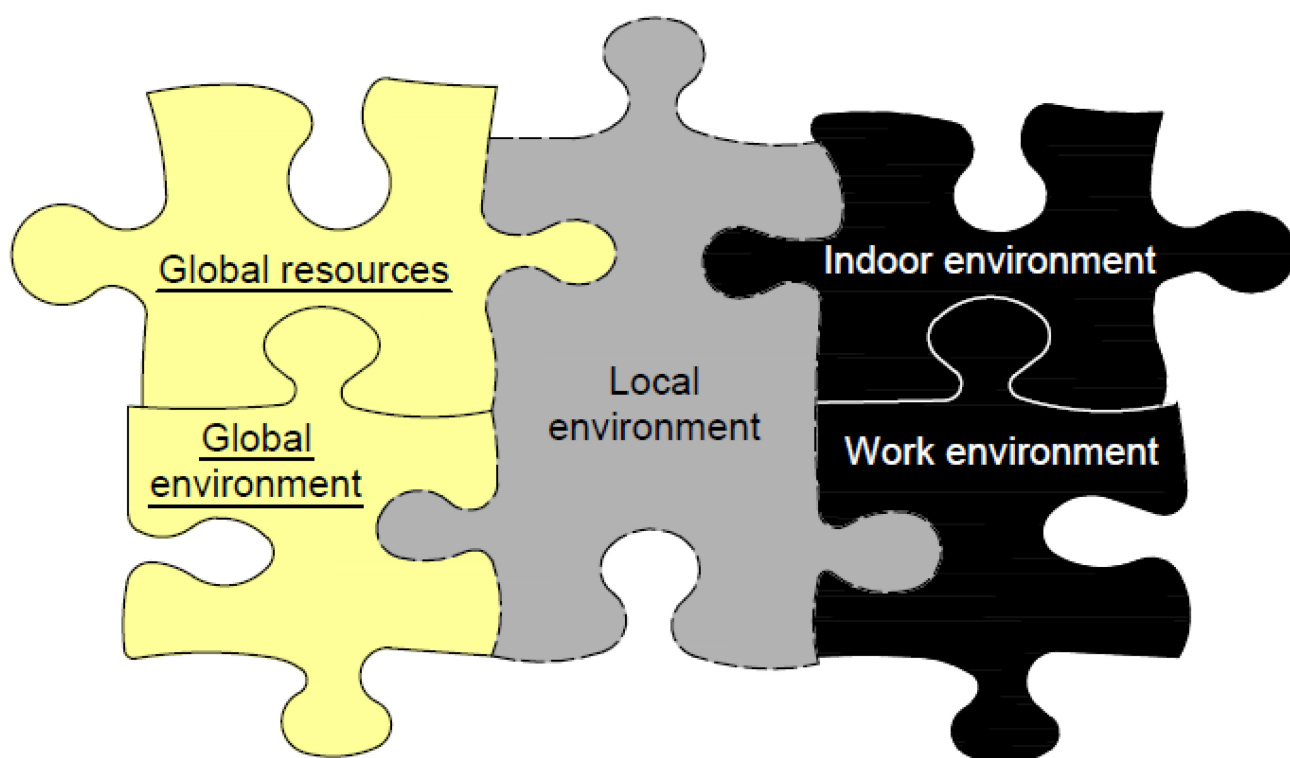 Global resources
Global
environment
Local
environment
Indoor environment
Work environment